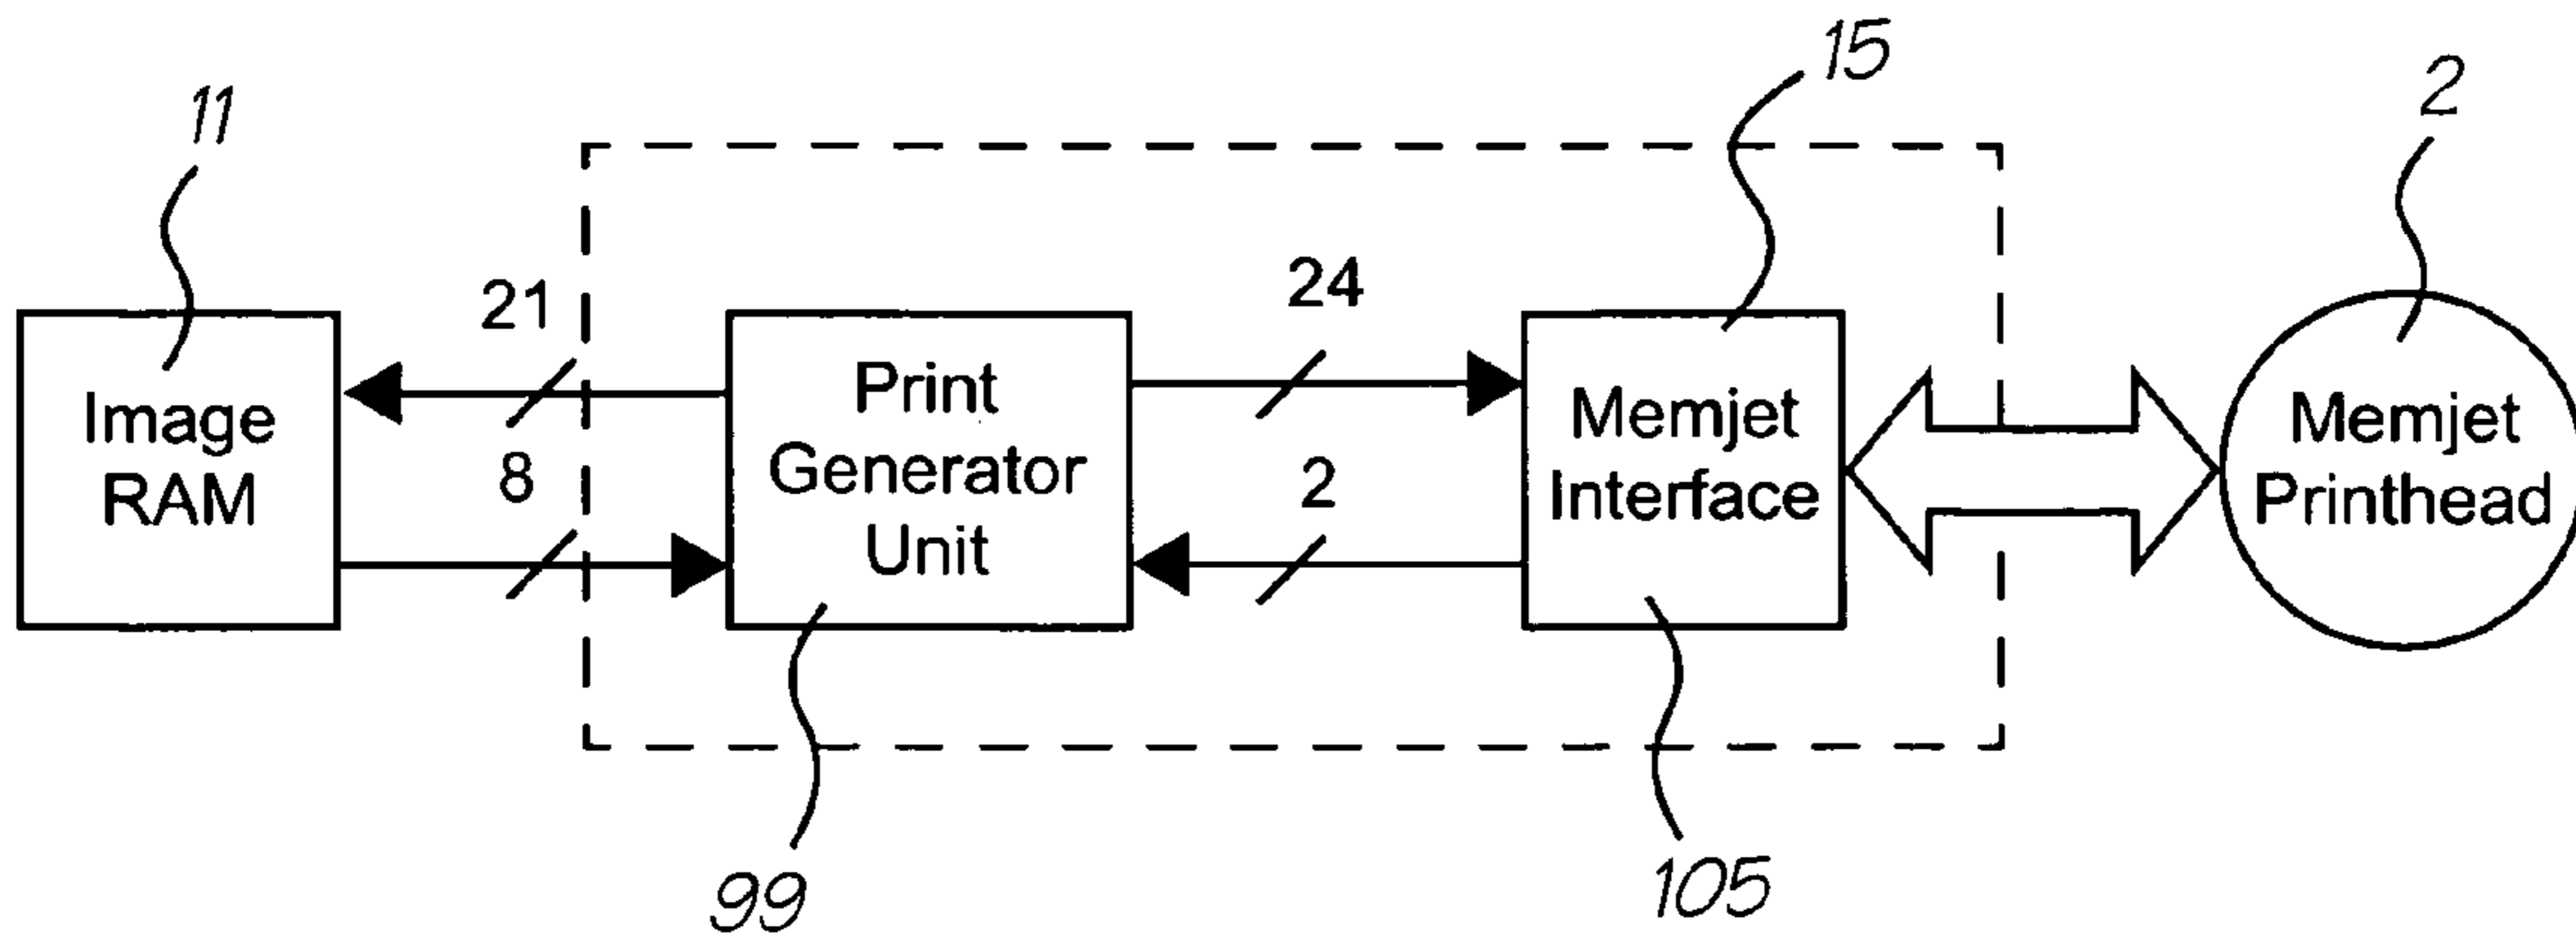 11
15
2
21
24
8
2
Image
RAM
Print
Generator
Unit
Memjet
Interface
Memjet
Printhead
99
105